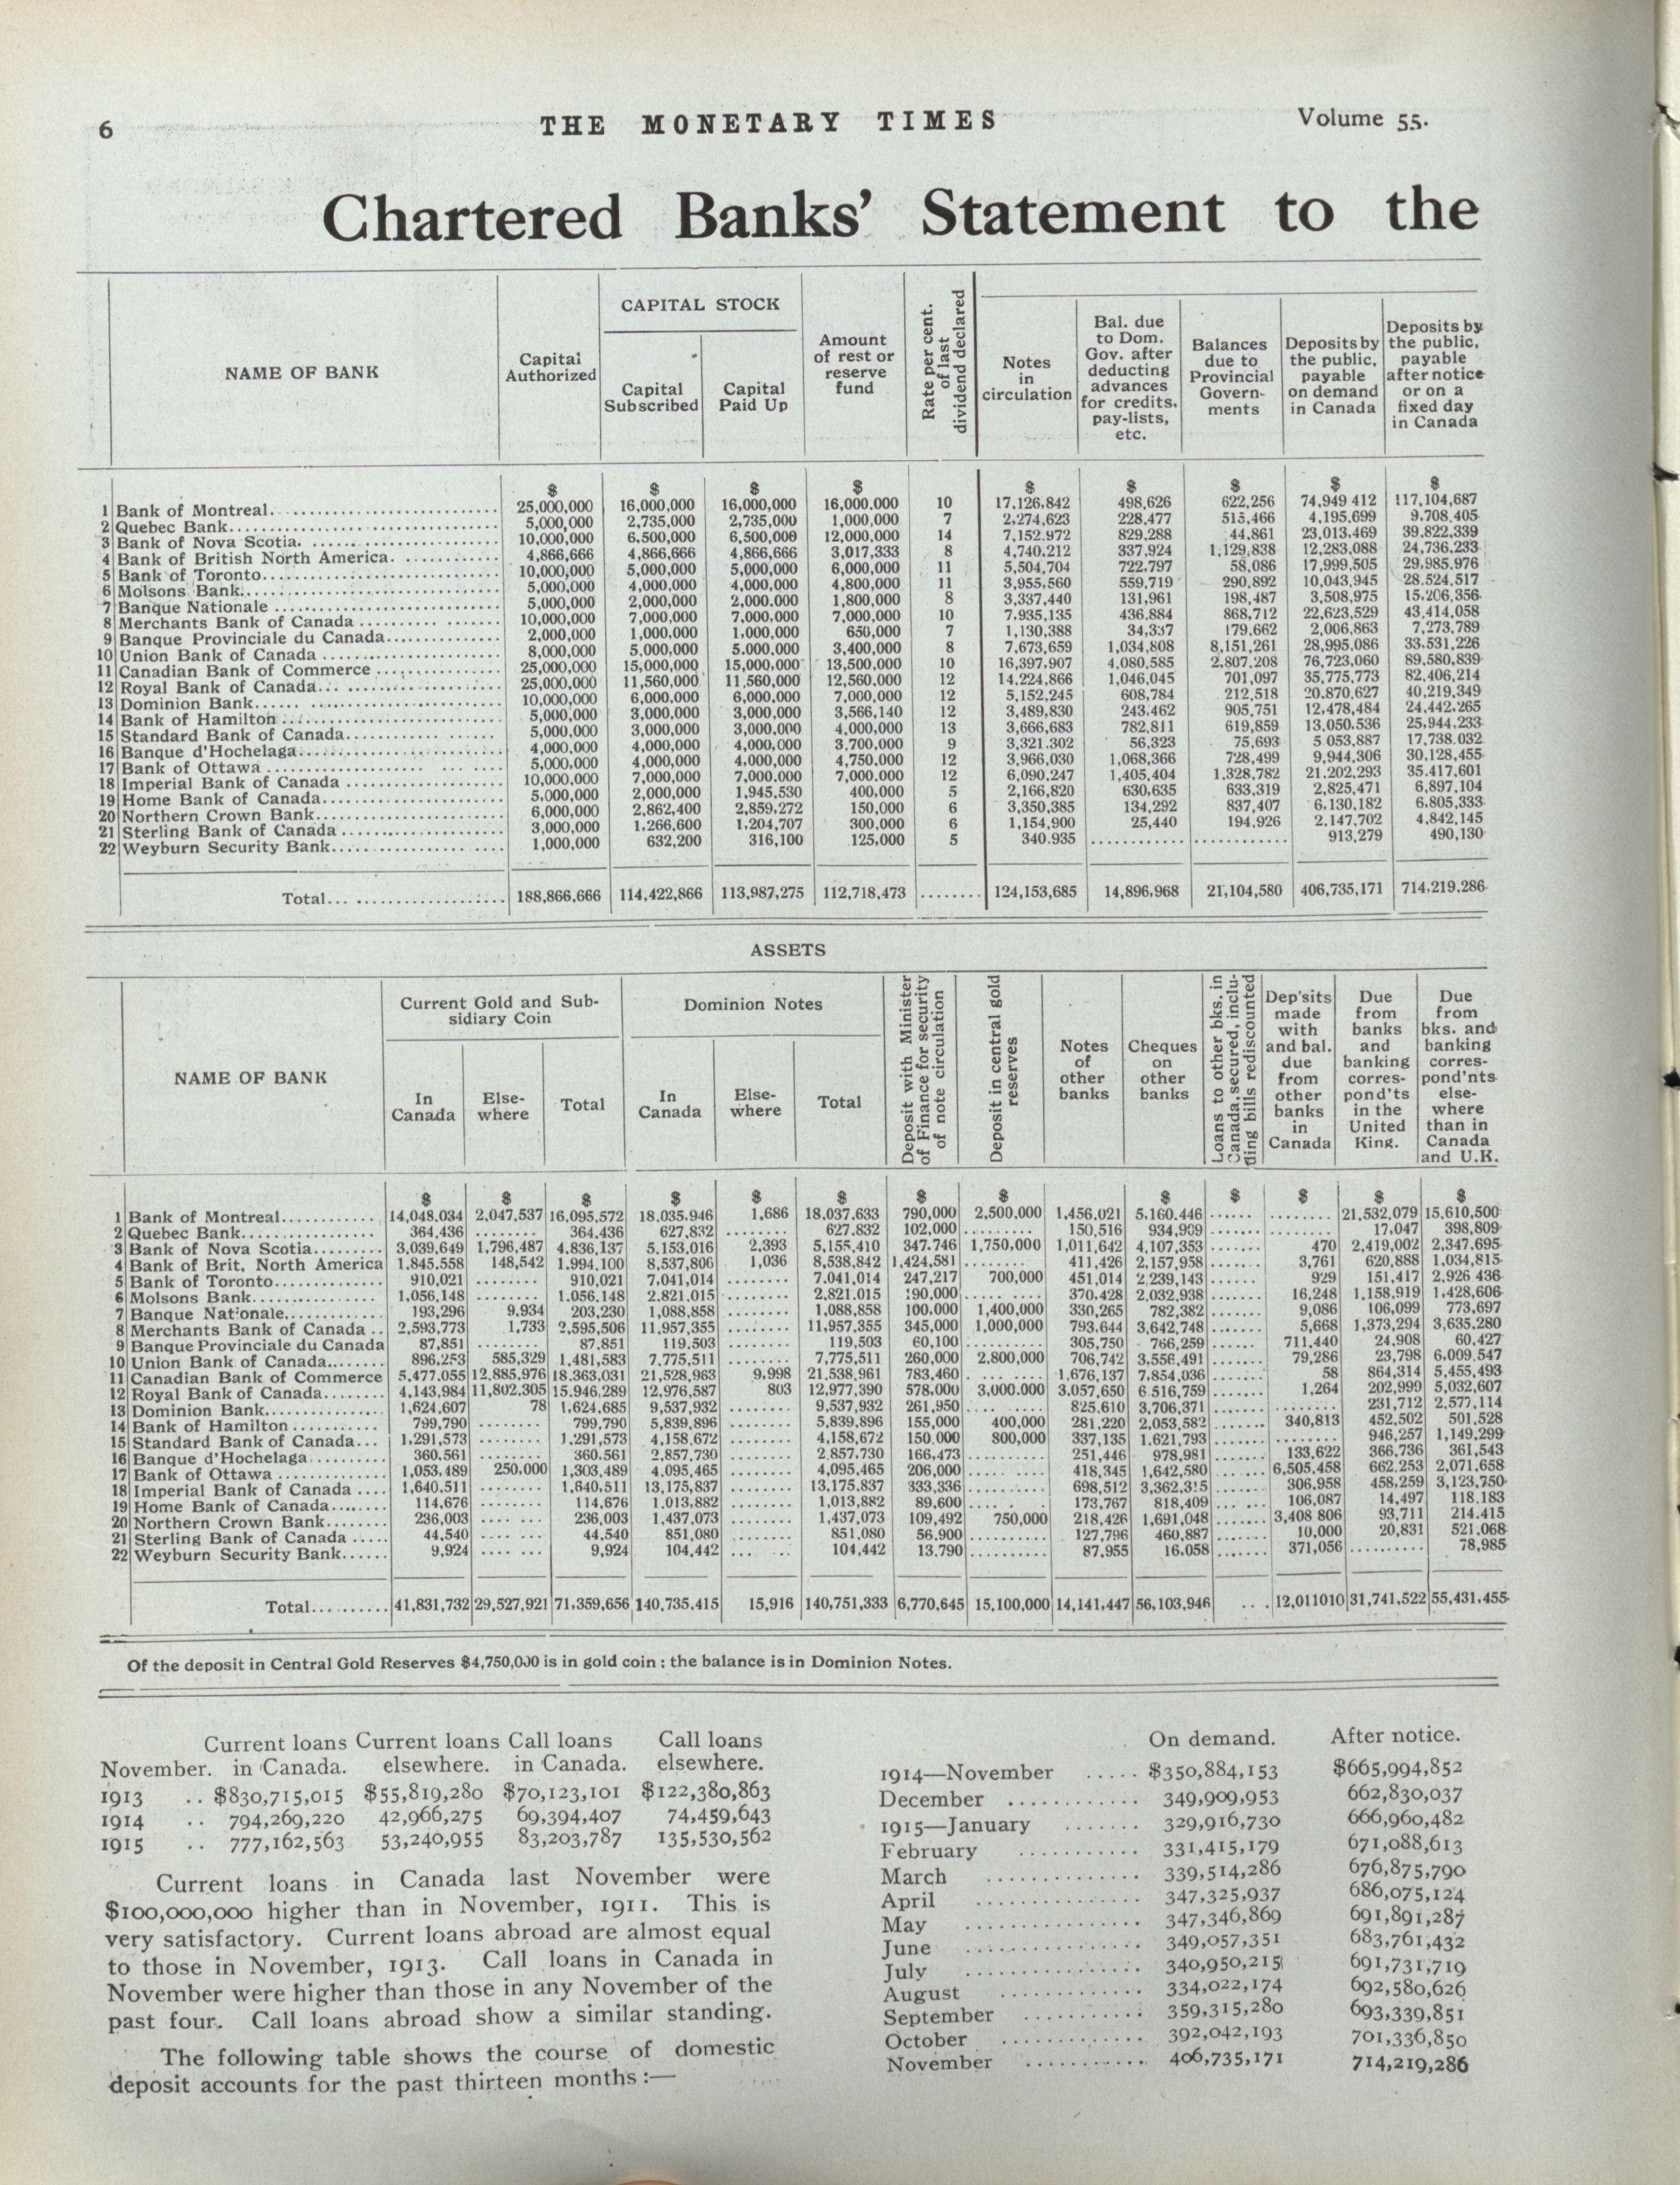 6
THE MONETARY TIMES
Volume 55.
Chartered Banks' Statement to the
NAME OF BANK
Capital Authorized
CAPITAL STOCK
Capital Subscribed
Capital Paid Up
Amount of rest or reserve fund
Rate per cent. of last dividend declared
Notes in circulation
Bal. due to Dom. Gov. after deducting advances for credits, pay-lists, etc.
Balances due to Provincial Govern-ments
Deposits by the public, payable on demand in Canada
Deposits by the public, payable after notice or on a fixed day in Canada
$ $ $ $ $ $ $ $ $
1 Bank of Montreal 25,000,000 16,000,000 16,000,000 16,000,000 10 17,126,842 498,626 622,256 74,949 412 117,104,687
2 Quebec Bank 5,000,000 2,735,000 2,735,000 1,000,000 7 2,274,623 228,477 515,466 4,195,699 9,708,405
3 Bank of Nova Scotia 10,000,000 6,500,000 6,500,000 12,000,000 14 7,152,972 829,288 44,861 23,013,469 39,822,339
4 Bank of British North America 4,866,666 4,866,666 4,866,666 3,017,333 8 4,740,212 337,924 1,129,838 12,283,088 24,736,233
5 Bank of Toronto 10,000,000 5,000,000 5,000,000 6,000,000 11 5,504,704 722,797 58,086 17,999,505 29,985,976
6 Molsons Bank 5,000,000 4,000,000 4,000,000 4,800,000 11 3,955,560 559,719 290,892 10,043,945 28,524,517
7 Banque Nationale 5,000,000 2,000,000 2,000,000 1,800,000 8 3,337,440 131,961 198,487 3,508,975 15,206,356
8 Merchants Bank of Canada 10,000,000 7,000,000 7,000,000 7,000,000 10 7,935,135 436,884 868,712 22,623,529 43,414,058
9 Banque Provinciale du Canada 2,000,000 1,000,000 1,000,000 650,000 7 1,130,388 34,337 179,662 2,006,863 7,273,789
10 Union Bank of Canada 8,000,000 5,000,000 5,000,000 3,400,000 8 7,673,659 1,034,808 8,151,261 28,995,086 33,531,226
11 Canadian Bank of Commerce 25,000,000 15,000,000 15,000,000 13,500,000 10 16,397,907 4,080,585 2,807,208 76,723,060 89,580,839
12 Royal Bank of Canada 25,000,000 11,560,000 11,560,000 12,560,000 12 14,224,866 1,046,045 701,097 35,775,773 82,406,214
13 Dominion Bank 10,000,000 6,000,000 6,000,000 7,000,000 12 5,152,245 608,784 212,518 20,870,627 40,219,349
14 Bank of Hamilton 5,000,000 3,000,000 3,000,000 3,566,140 12 3,489,830 243,462 905,751 12,478,484 24,442,265
15 Standard Bank of Canada 5,000,000 3,000,000 3,000,000 4,000,000 13 3,666,683 782,811 619,859 13,050,536 25,944,233
16 Banque d'Hochelaga 4,000,000 4,000,000 4,000,000 3,700,000 9 3,321,302 56,323 75,693 5 053,887 17,738,032
17 Bank of Ottawa 5,000,000 4,000,000 4,000,000 4,750,000 12 3,966,030 1,068,366 728,499 9,944,306 30,128,455
18 Imperial Bank of Canada 10,000,000 7,000,000 7,000,000 7,000,000 12 6,090,247 1,405,404 1,328,782 21,202,293 35,417,601
19 Home Bank of Canada 5,000,000 2,000,000 1,945,530 400,000 5 2,166,820 630,635 633,319 2,825,471 6,897,104
20 Northern Crown Bank 6,000,000 2,862,400 2,859,272 150,000 6 3,350,385 134,292 837,407 6,130,182 6,805,333
21 Sterling Bank of Canada 3,000,000 1,266,600 1,204,707 300,000 6 1,154,900 25,440 194,926 2,147,702 4,842,145
22 Weyburn Security Bank 1,000,000 632,200 316,100 125,000 5 340,935 ............ ............ 913,279 490,130
Total 188,866,666 114,422,866 113,987,275 112,718,473 ........ 124,153,685 14,896,968 21,104,580 406,735,171 714,219,286
ASSETS
NAME OF BANK
Current Gold and Sub-sidiary Coin
In Canada
Else-where
Total
Dominion Notes
In Canada
Else-where
Total
Deposit with Minister of Finance for security of note circulation
Deposit in central gold reserves
Notes of other banks
Cheques on other banks
Loans to other bks. in Canada, secured, inclu-ding bills rediscounted
Dep'sits made with and bal. due from other banks in Canada
Due from banks and banking corres-pond'ts in the United King.
Due from bks. and banking corres-pond'nts else-where than in Canada and U.K.
$ $ $ $ $ $ $ $ $ $ $ $ $
1 Bank of Montreal 14,048,034 2,047,537 16,095,572 18,035,946 1,686 18,037,633 790,000 2,500,000 1,456,021 5,160,446 ...... ........ 21,532,079 15,610,500
2 Quebec Bank 364,436 ........ 364,436 627,832 ........ 627,832 102,000 .......... 150,516 934,909 ....... ........ 17,047 398,809
3 Bank of Nova Scotia 3,039,649 1,796,487 4,836,137 5,153,016 2,393 5,155,410 347,746 1,750,000 1,011,642 4,107,353 ....... 470 2,419,002 2,347,695
4 Bank of Brit. North America 1,845,558 148,542 1,994,100 8,537,806 1,036 8,538,842 1,424,581 ........ 411,426 2,157,958 ....... 3,761 620,888 1,034,815
5 Bank of Toronto 910,021 ........ 910,021 7,041,014 ........ 7,041,014 247,217 700,000 451,014 2,239,143 ...... 929 151,417 2,926 436
6 Molsons Bank 1,056,148 ........ 1,056,148 2,821,015 ........ 2,821,015 190,000 ........ 370,428 2,032,938 ...... 16,248 1,158,919 1,428,606
7 Banque Nationale 193,296 9,934 203,230 1,088,858 ........ 1,088,858 100,000 1,400,000 330,265 782,382 ....... 9,086 106,099 773,697
8 Merchants Bank of Canada 2,593,773 1,733 2,595,506 11,957,355 ........ 11,957,355 345,000 1,000,000 793,644 3,642,748 ....... 5,668 1,373,294 3,635,280
9 Banque Provinciale du Canada 87,851 ........ 87,851 119,503 ........ 119,503 60,100 .......... 305,750 766,259 ...... 711,440 24,908 60,427
10 Union Bank of Canada 896,253 585,329 1,481,583 7,775,511 ........ 7,775,511 260,000 2,800,000 706,742 3,556,491 ....... 79,286 23,798 6,009,547
11 Canadian Bank of Commerce 5,477,055 12,885,976 18,363,031 21,528,963 9,998 21,538,961 783,460 ........ 1,676,137 7,854,036 ...... 58 864,314 5,455,493
12 Royal Bank of Canada 4,143,984 11,802,305 15,946,289 12,976,587 803 12,977,390 578,000 3,000,000 3,057,650 6 516,759 ....... 1,264 202,999 5,032,607
13 Dominion Bank 1,624,607 78 1,624,685 9,537,932 ........ 9,537,932 261,950 ........ 825,610 3,706,371 ....... ........ 231,712 2,577,114
14 Bank of Hamilton 799,790 ........ 799,790 5,839,896 ........ 5,839,896 155,000 400,000 281,220 2,053,582 ....... 340,813 452,502 501,528
15 Standard Bank of Canada 1,291,573 ........ 1,291,573 4,158,672 ........ 4,158,672 150,000 800,000 337,135 1,621,793 ....... ........ 946,257 1,149,299
16 Banque d'Hochelaga 360,561 ........ 360,561 2,857,730 ........ 2,857,730 166,473 .......... 251,446 978,981 ....... 133,622 366,736 361,543
17 Bank of Ottawa 1,053,489 250,000 1,303,489 4,095,465 ........ 4,095,465 206,000 ........ 418,345 1,642,580 ....... 6,505,458 662,253 2,071,658
18 Imperial Bank of Canada 1,640,511 ........ 1,640,511 13,175,837 ........ 13,175,837 333,336 .......... 698,512 3,362,315 ....... 306,958 458,259 3,123,750
19 Home Bank of Canada 114,676 ........ 114,676 1,013,882 ........ 1,013,882 89,600 ........ 173,767 818,409 ...... 106,087 14,497 118,183
20 Northern Crown Bank 236,003 ........ 236,003 1,437,073 ........ 1,437,073 109,492 750,000 218,426 1,691,048 ....... 3,408 806 93,711 214,415
21 Sterling Bank of Canada 44,540 ........ 44,540 851,080 ........ 851,080 56,900 .......... 127,796 460,887 ....... 10,000 20,831 521,068
22 Weyburn Security Bank 9,924 ........ 9,924 104,442 ........ 104,442 13,790 .......... 87,955 16,058 ....... 371,056 .......... 78,985
Total 41,831,732 29,527,921 71,359,656 140,735,415 15,916 140,751,333 6,770,645 15,100,000 14,141,447 56,103,946 ... 12,011010 31,741,522 55,431,455
Of the deposit in Central Gold Reserves $4,750,000 is in gold coin; the balance is in Dominion Notes.
Current loans Current loans Call loans Call loans
November. in Canada. elsewhere. in Canada. elsewhere.
1913 .. $830,715,015 $55,819,280 $70,123,101 $122,380,863
1914 .. 794,269,220 42,966,275 69,394,407 74,459,643
1915 .. 777,162,563 53,240,955 83,203,787 135,530,562
Current loans in Canada last November were
$100,000,000 higher than in November, 1911. This is
very satisfactory. Current loans abroad are almost equal
to those in November, 1913. Call loans in Canada in
November were higher than those in any November of the
past four. Call loans abroad show a similar standing.
The following table shows the course of domestic
deposit accounts for the past thirteen months:—
On demand. After notice.
1914—November ..... $350,884,153 $665,994,852
December ............ 349,909,953 662,830,037
1915—January ....... 329,916,730 666,960,482
February ........... 331,415,179 671,088,613
March .............. 339,514,286 676,875,790
April .............. 347,325,937 686,075,124
May ................ 347,346,869 691,891,287
June ............... 349,057,351 683,761,432
July ............... 340,950,215 691,731,719
August ............. 334,022,174 692,580,626
September ........... 359,315,280 693,339,851
October ............. 392,042,193 701,336,850
November ........... 406,735,171 714,219,286